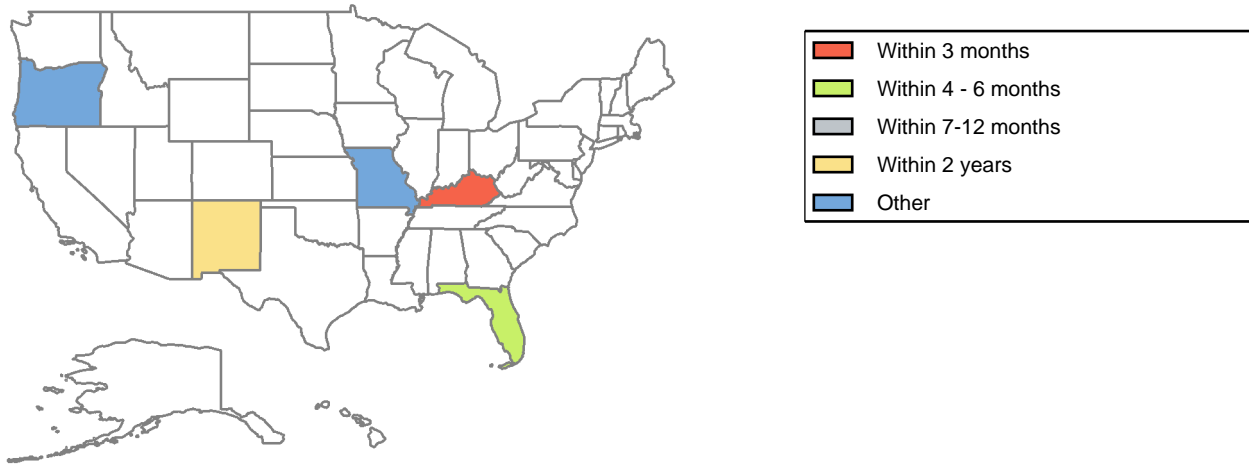 Within 3 months
Within 4 - 6 months
Within 7-12 months
Within 2 years
Other